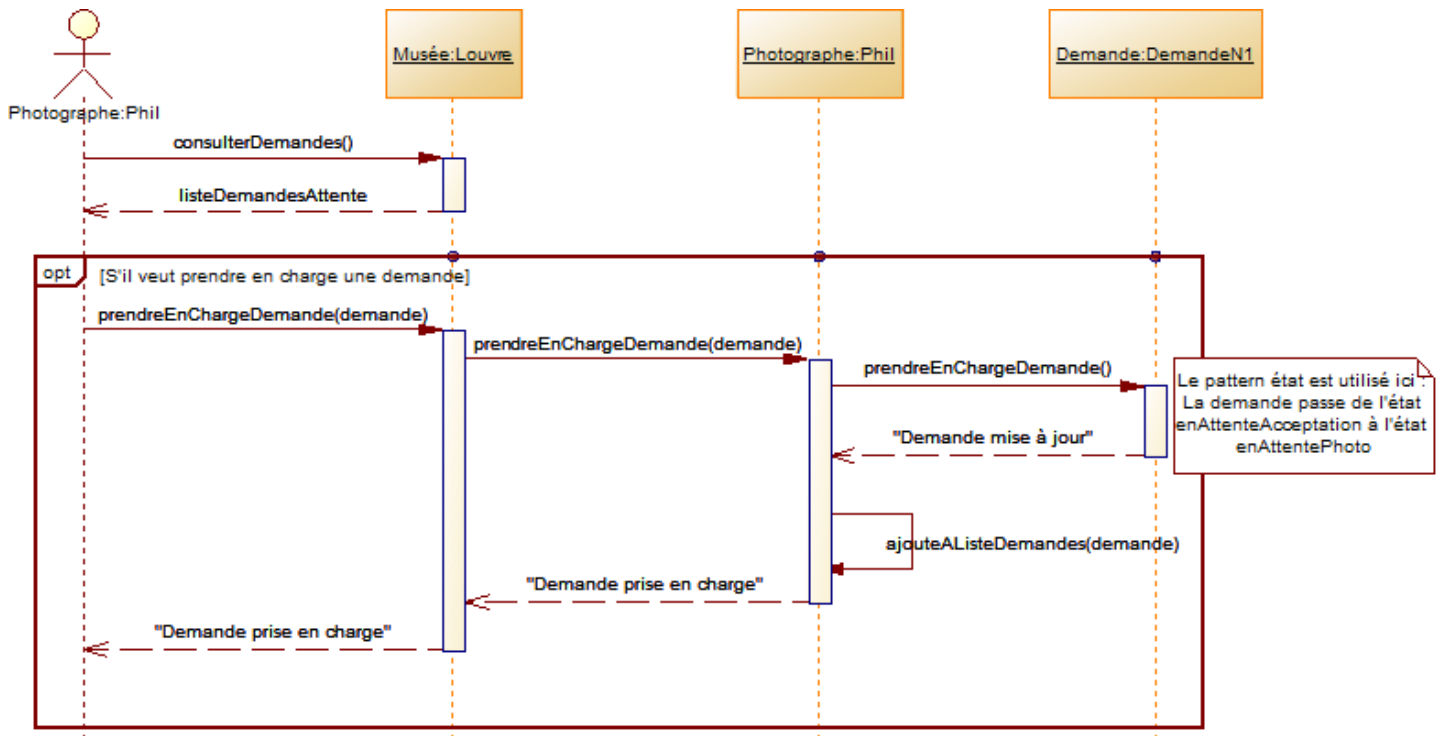 Musée:Louvre
Photographe:Phil
Demande:DemandeN1
Photographe:Phil
consulterDemandes()
listeDemandesAttente
opt
[S'il veut prendre en charge une demande]
prendreEnChargeDemande(demande)
prendreEnChargeDemande(demande)
prendreEnChargeDemande()
Le pattern état est utilisé ici :
La demande passe de l'état
enAttenteAcceptation à l'état
enAttentePhoto
"Demande mise à jour"
ajouteAListeDemandes(demande)
"Demande prise en charge"
"Demande prise en charge"